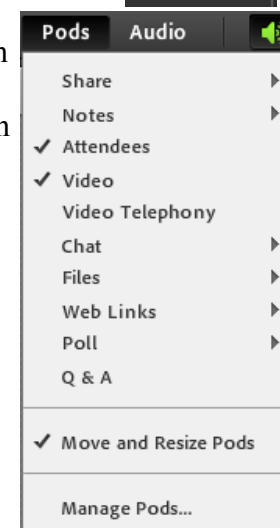 Pods Audio
Share
Notes
✓ Attendees
✓ Video
Video Telephony
Chat
Files
Web Links
Poll
Q & A
✓ Move and Resize Pods
Manage Pods...